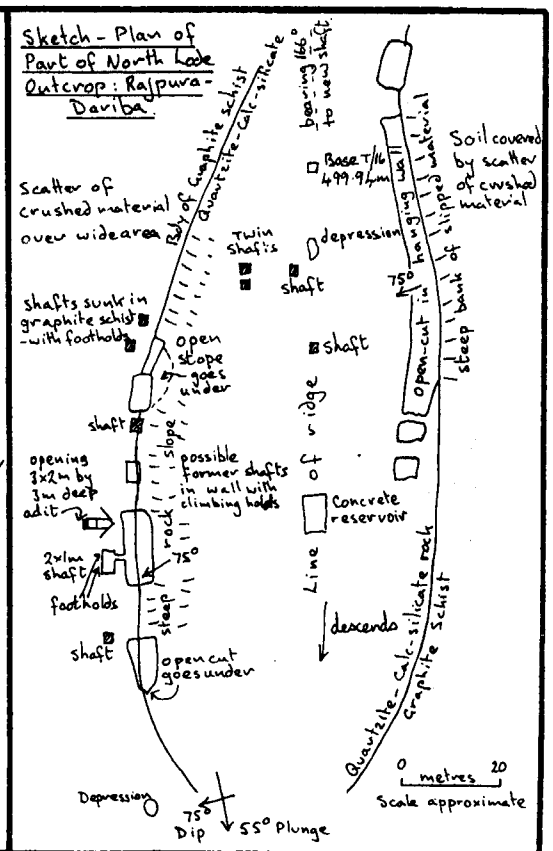 Sketch-Plan of
Part of North Lode
Outcrop: Rajpura-
Dariba.
Body of Graphite schist
Quartzite-Calc-silicate
bearing 166°
to new shaft.
Base T/16
499.94m
Scatter of
crushed material
over wide area
Twin
shafts
shaft
depression
Soil covered
by scatter
of crushed
material
open-cut in hanging wall
75°
steep bank of slipped material
shafts sunk in
graphite schist
-with footholds
open
stope
goes
under
shaft
shaft
opening
3x2m by
3m deep
adit
steep rock slope
possible
former shafts
in wall with
climbing holds
Line of ridge
Concrete
reservoir
2x1m
shaft
footholds
75°
shaft
open cut
goes under
descends
Quartzite-Calc-silicate rock
Graphite Schist
Depression
75°
Dip
55° Plunge
0 20
metres
Scale approximate